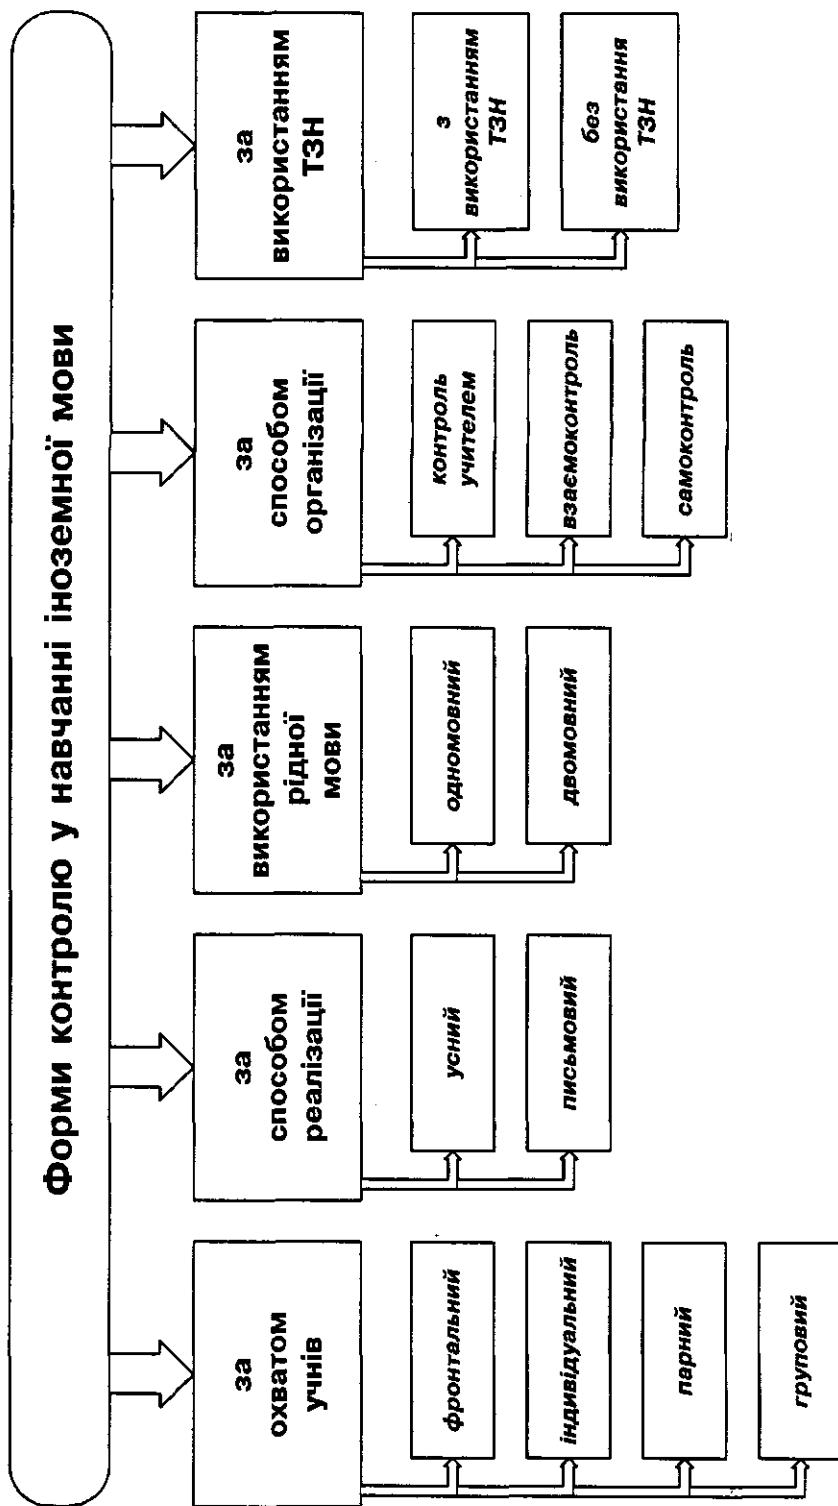 Форми контролю у навчанні іноземної мови
за
охватом
учнів
фронтальний
індивідуальний
парний
груповий
за
способом
реалізації
усний
письмовий
за
використанням
рідної
мови
одномовний
двомовний
за
способом
організації
контроль
учителем
взаємоконтроль
самоконтроль
за
використанням
ТЗН
з
використанням
ТЗН
без
використання
ТЗН